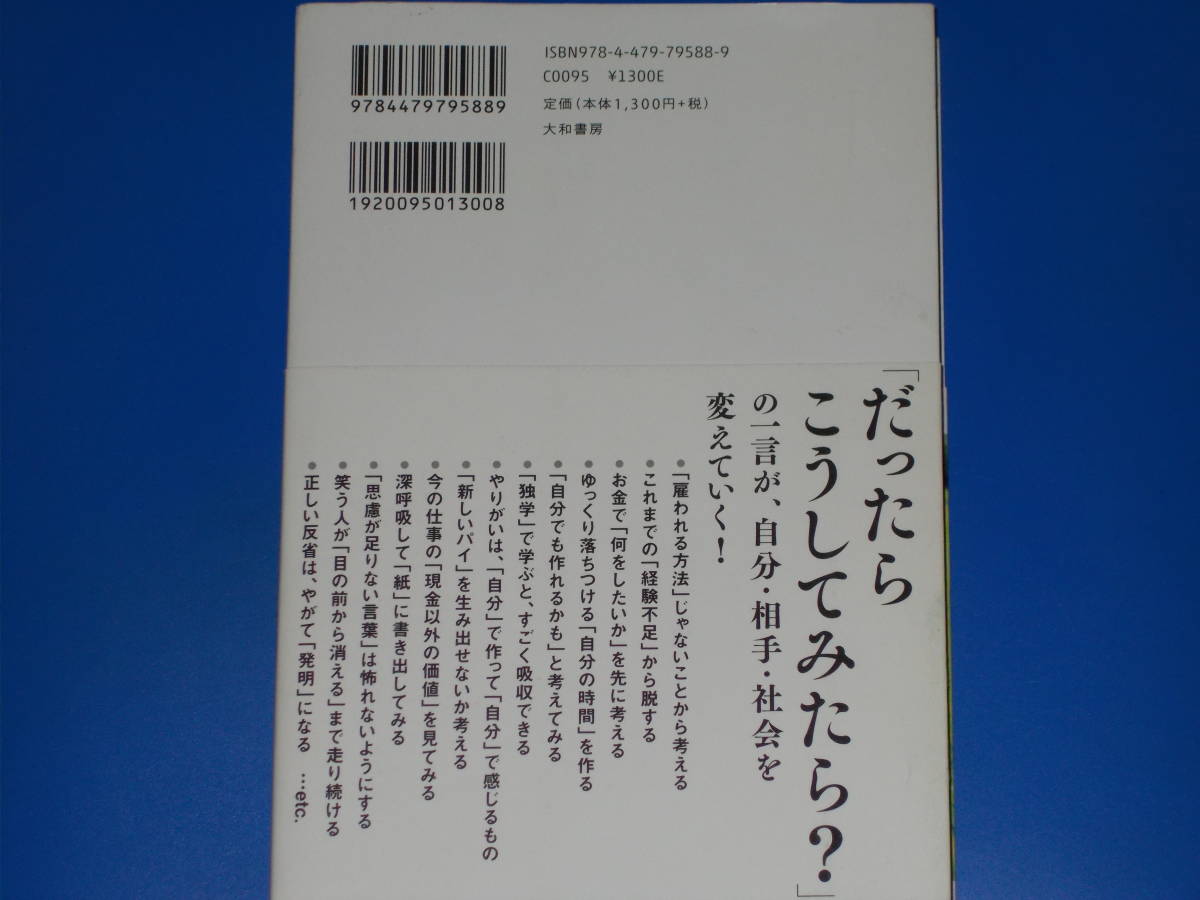 ISBN978-4-479-79588-9
C0095 ¥1300E
定価(本体1,300円+税)
大和書房
9784479795889
1920095013008
「だったら
こうしてみたら？」
の一言が、自分・相手・社会を
変えていく！
●「雇われる方法」じゃないことから考える
●これまでの「経験不足」から脱する
●お金で「何をしたいか」を先に考える
●ゆっくり落ちつける「自分の時間」を作る
●「自分でも作れるかも」と考えてみる
●「独学」で学ぶと、すごく吸収できる
●やりがいは、「自分」で作って「自分」で感じるもの
●「新しいパイ」を生み出せないか考える
●今の仕事の「現金以外の価値」を見てみる
●深呼吸して「紙」に書き出してみる
●「思慮が足りない言葉」は怖れないようにする
●笑う人が「目の前から消える」まで走り続ける
●正しい反省は、やがて「発明」になる …etc.